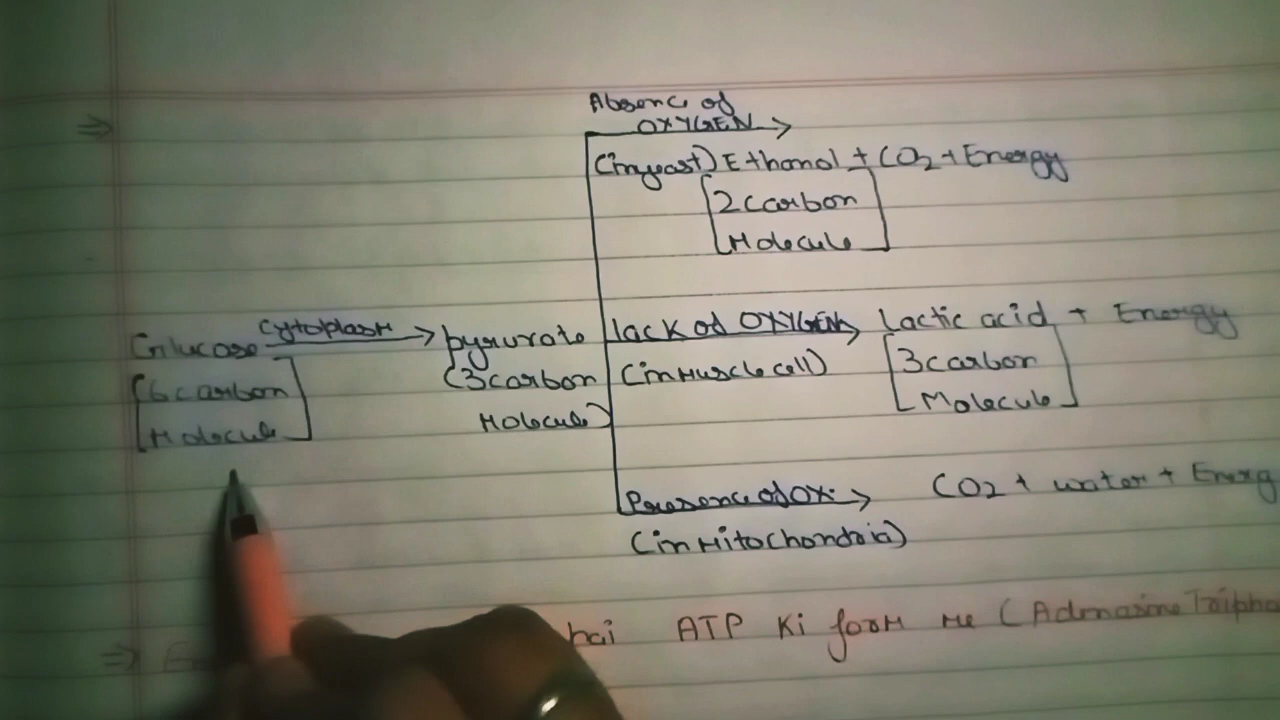 ⇒
Absence of
OXYGEN →
(in yeast) Ethanol + CO2 + Energy
[2 carbon
Molecule]
Glucose cytoplasm → pyruvate lack of OXYGEN → Lactic acid + Energy
[6 carbon
Molecule]
(3 carbon
Molecule)
(in Muscle cell)
[3 carbon
Molecule]
Presence of ox. → CO2 + water + Energ
(in Mitochondria)
⇒ hai ATP Ki form me (Adinasine Tripho